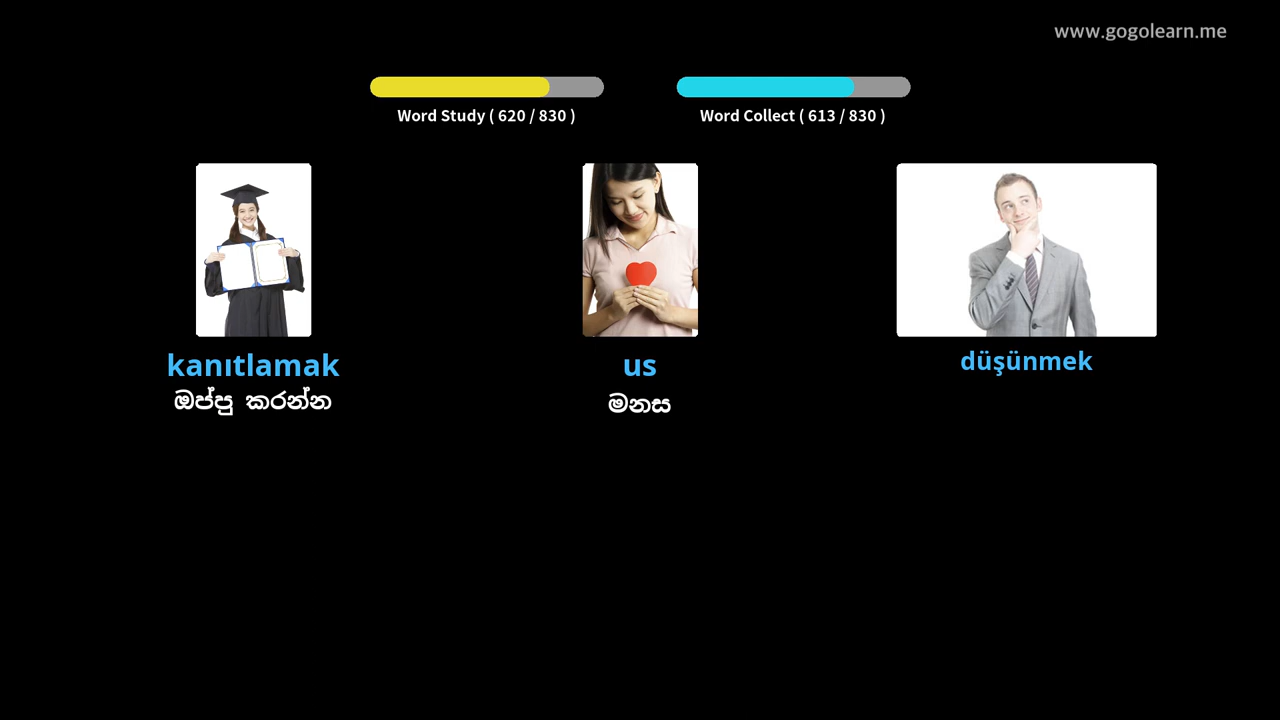 www.gogolearn.me
Word Study ( 620 / 830 )
Word Collect ( 613 / 830 )
kanıtlamak
ඔප්පු කරන්න
us
මනස
düşünmek